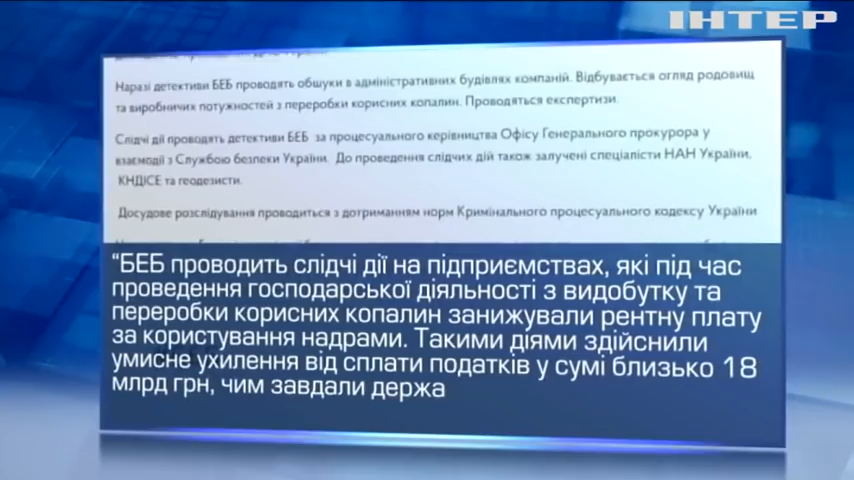 ІНТЕР
Наразі детективи БЕБ проводять обшуки в адміністративних будівлях компаній. Відбувається огляд родовищ
та виробничих потужностей з переробки корисних копалин. Проводяться експертизи.
Слідчі дії проводять детективи БЕБ за процесуального керівництва Офісу Генерального прокурора у
взаємодії з Службою безпеки України. До проведення слідчих дій також залучені спеціалісти НАН України,
КНДІСЕ та геодезисти.
Досудове розслідування проводиться з дотриманням норм Кримінального процесуального кодексу України
“БЕБ проводить слідчі дії на підприємствах, які під час
проведення господарської діяльності з видобутку та
переробки корисних копалин занижували рентну плату
за користування надрами. Такими діями здійснили
умисне ухилення від сплати податків у сумі близько 18
млрд грн, чим завдали держа